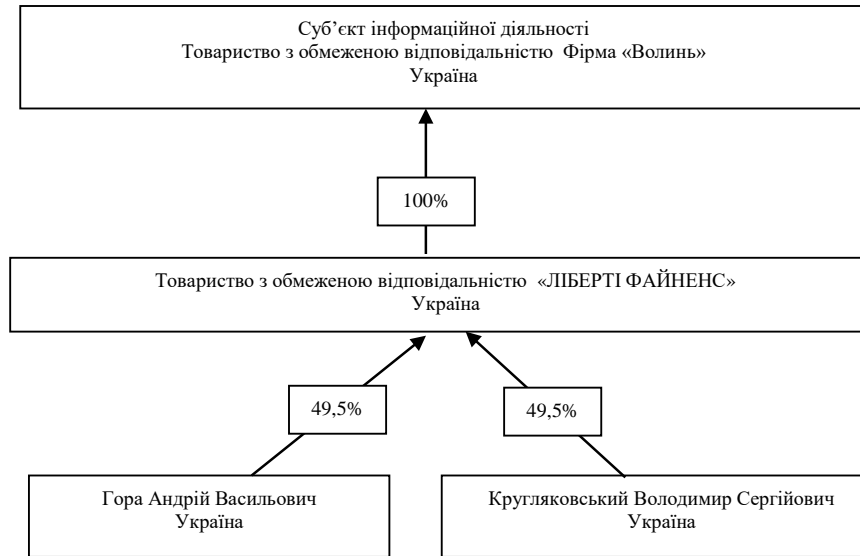 Суб’єкт інформаційної діяльності
Товариство з обмеженою відповідальністю Фірма «Волинь»
Україна
100%
Товариство з обмеженою відповідальністю «ЛІБЕРТІ ФАЙНЕНС»
Україна
49,5%
49,5%
Гора Андрій Васильович
Україна
Кругляковський Володимир Сергійович
Україна